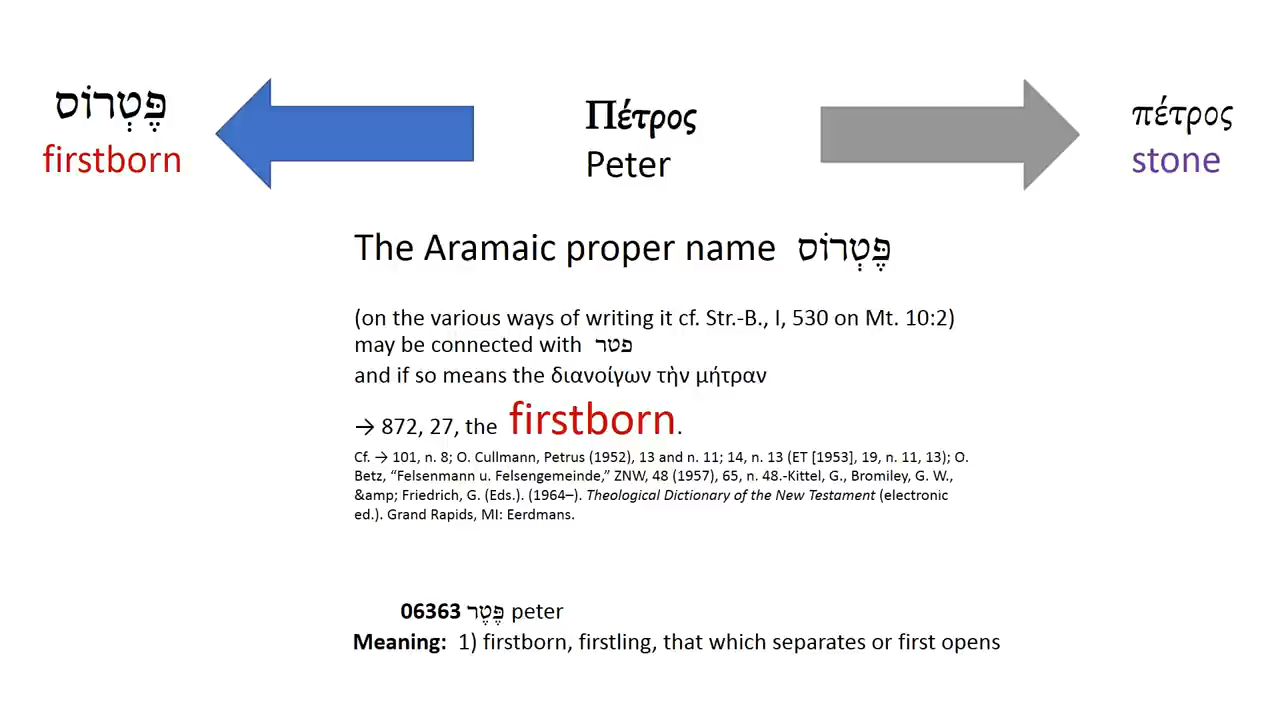 פֶּטְרוֹס
firstborn
Πέτρος
Peter
πέτρος
stone
The Aramaic proper name פֶּטְרוֹס
(on the various ways of writing it cf. Str.-B., I, 530 on Mt. 10:2)
may be connected with פטר
and if so means the διανοίγων τὴν μήτραν
→ 872, 27, the firstborn.
Cf. → 101, n. 8; O. Cullmann, Petrus (1952), 13 and n. 11; 14, n. 13 (ET [1953], 19, n. 11, 13); O.
Betz, “Felsenmann u. Felsengemeinde,” ZNW, 48 (1957), 65, n. 48.-Kittel, G., Bromiley, G. W.,
&amp; Friedrich, G. (Eds.). (1964–). Theological Dictionary of the New Testament (electronic
ed.). Grand Rapids, MI: Eerdmans.
06363 פֶּטֶר peter
Meaning: 1) firstborn, firstling, that which separates or first opens